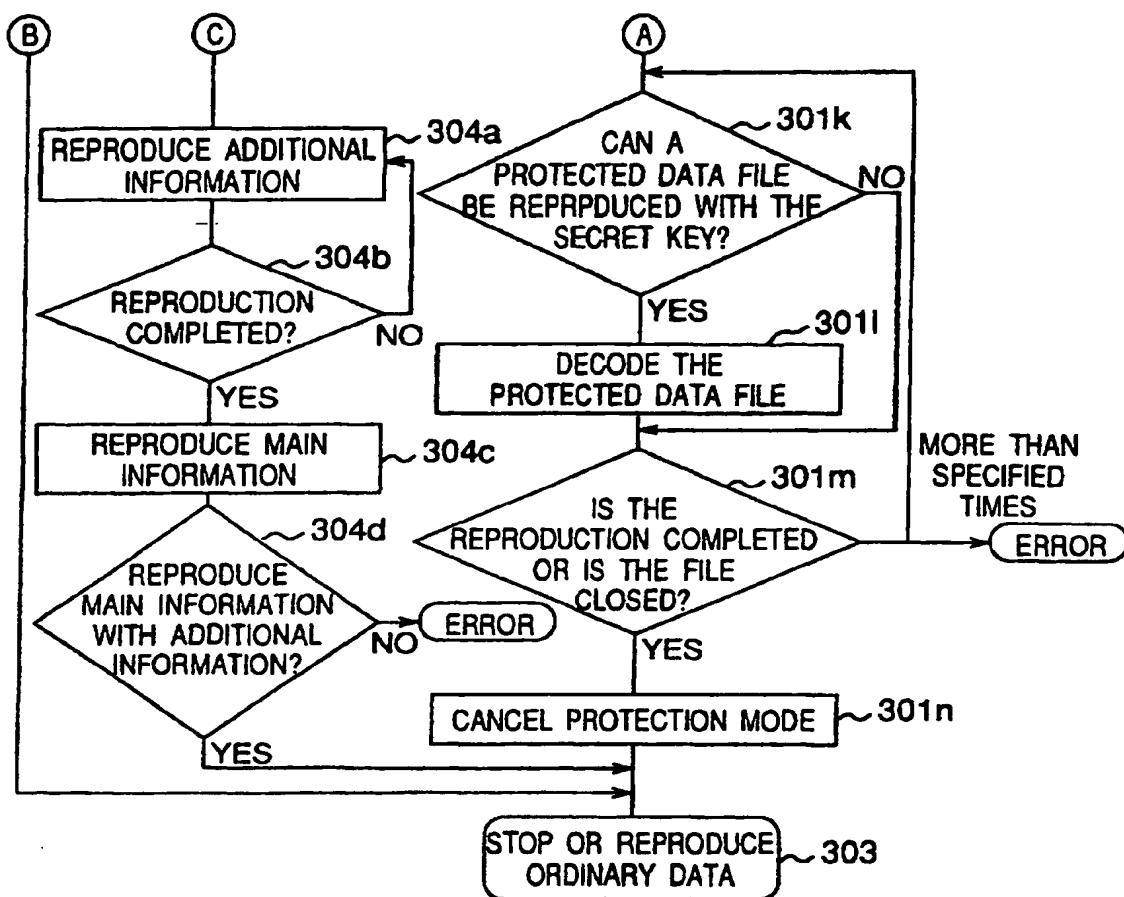 B
C
A
REPRODUCE ADDITIONAL
INFORMATION
304a
REPRODUCTION
COMPLETED?
304b
NO
YES
REPRODUCE MAIN
INFORMATION
304c
304d
REPRODUCE
MAIN INFORMATION
WITH ADDITIONAL
INFORMATION?
NO
ERROR
YES
301k
CAN A
PROTECTED DATA FILE
BE REPRPDUCED WITH THE
SECRET KEY?
NO
YES
301l
DECODE THE
PROTECTED DATA FILE
301m
IS THE
REPRODUCTION COMPLETED
OR IS THE FILE
CLOSED?
MORE THAN
SPECIFIED
TIMES
ERROR
YES
CANCEL PROTECTION MODE
301n
STOP OR REPRODUCE
ORDINARY DATA
303